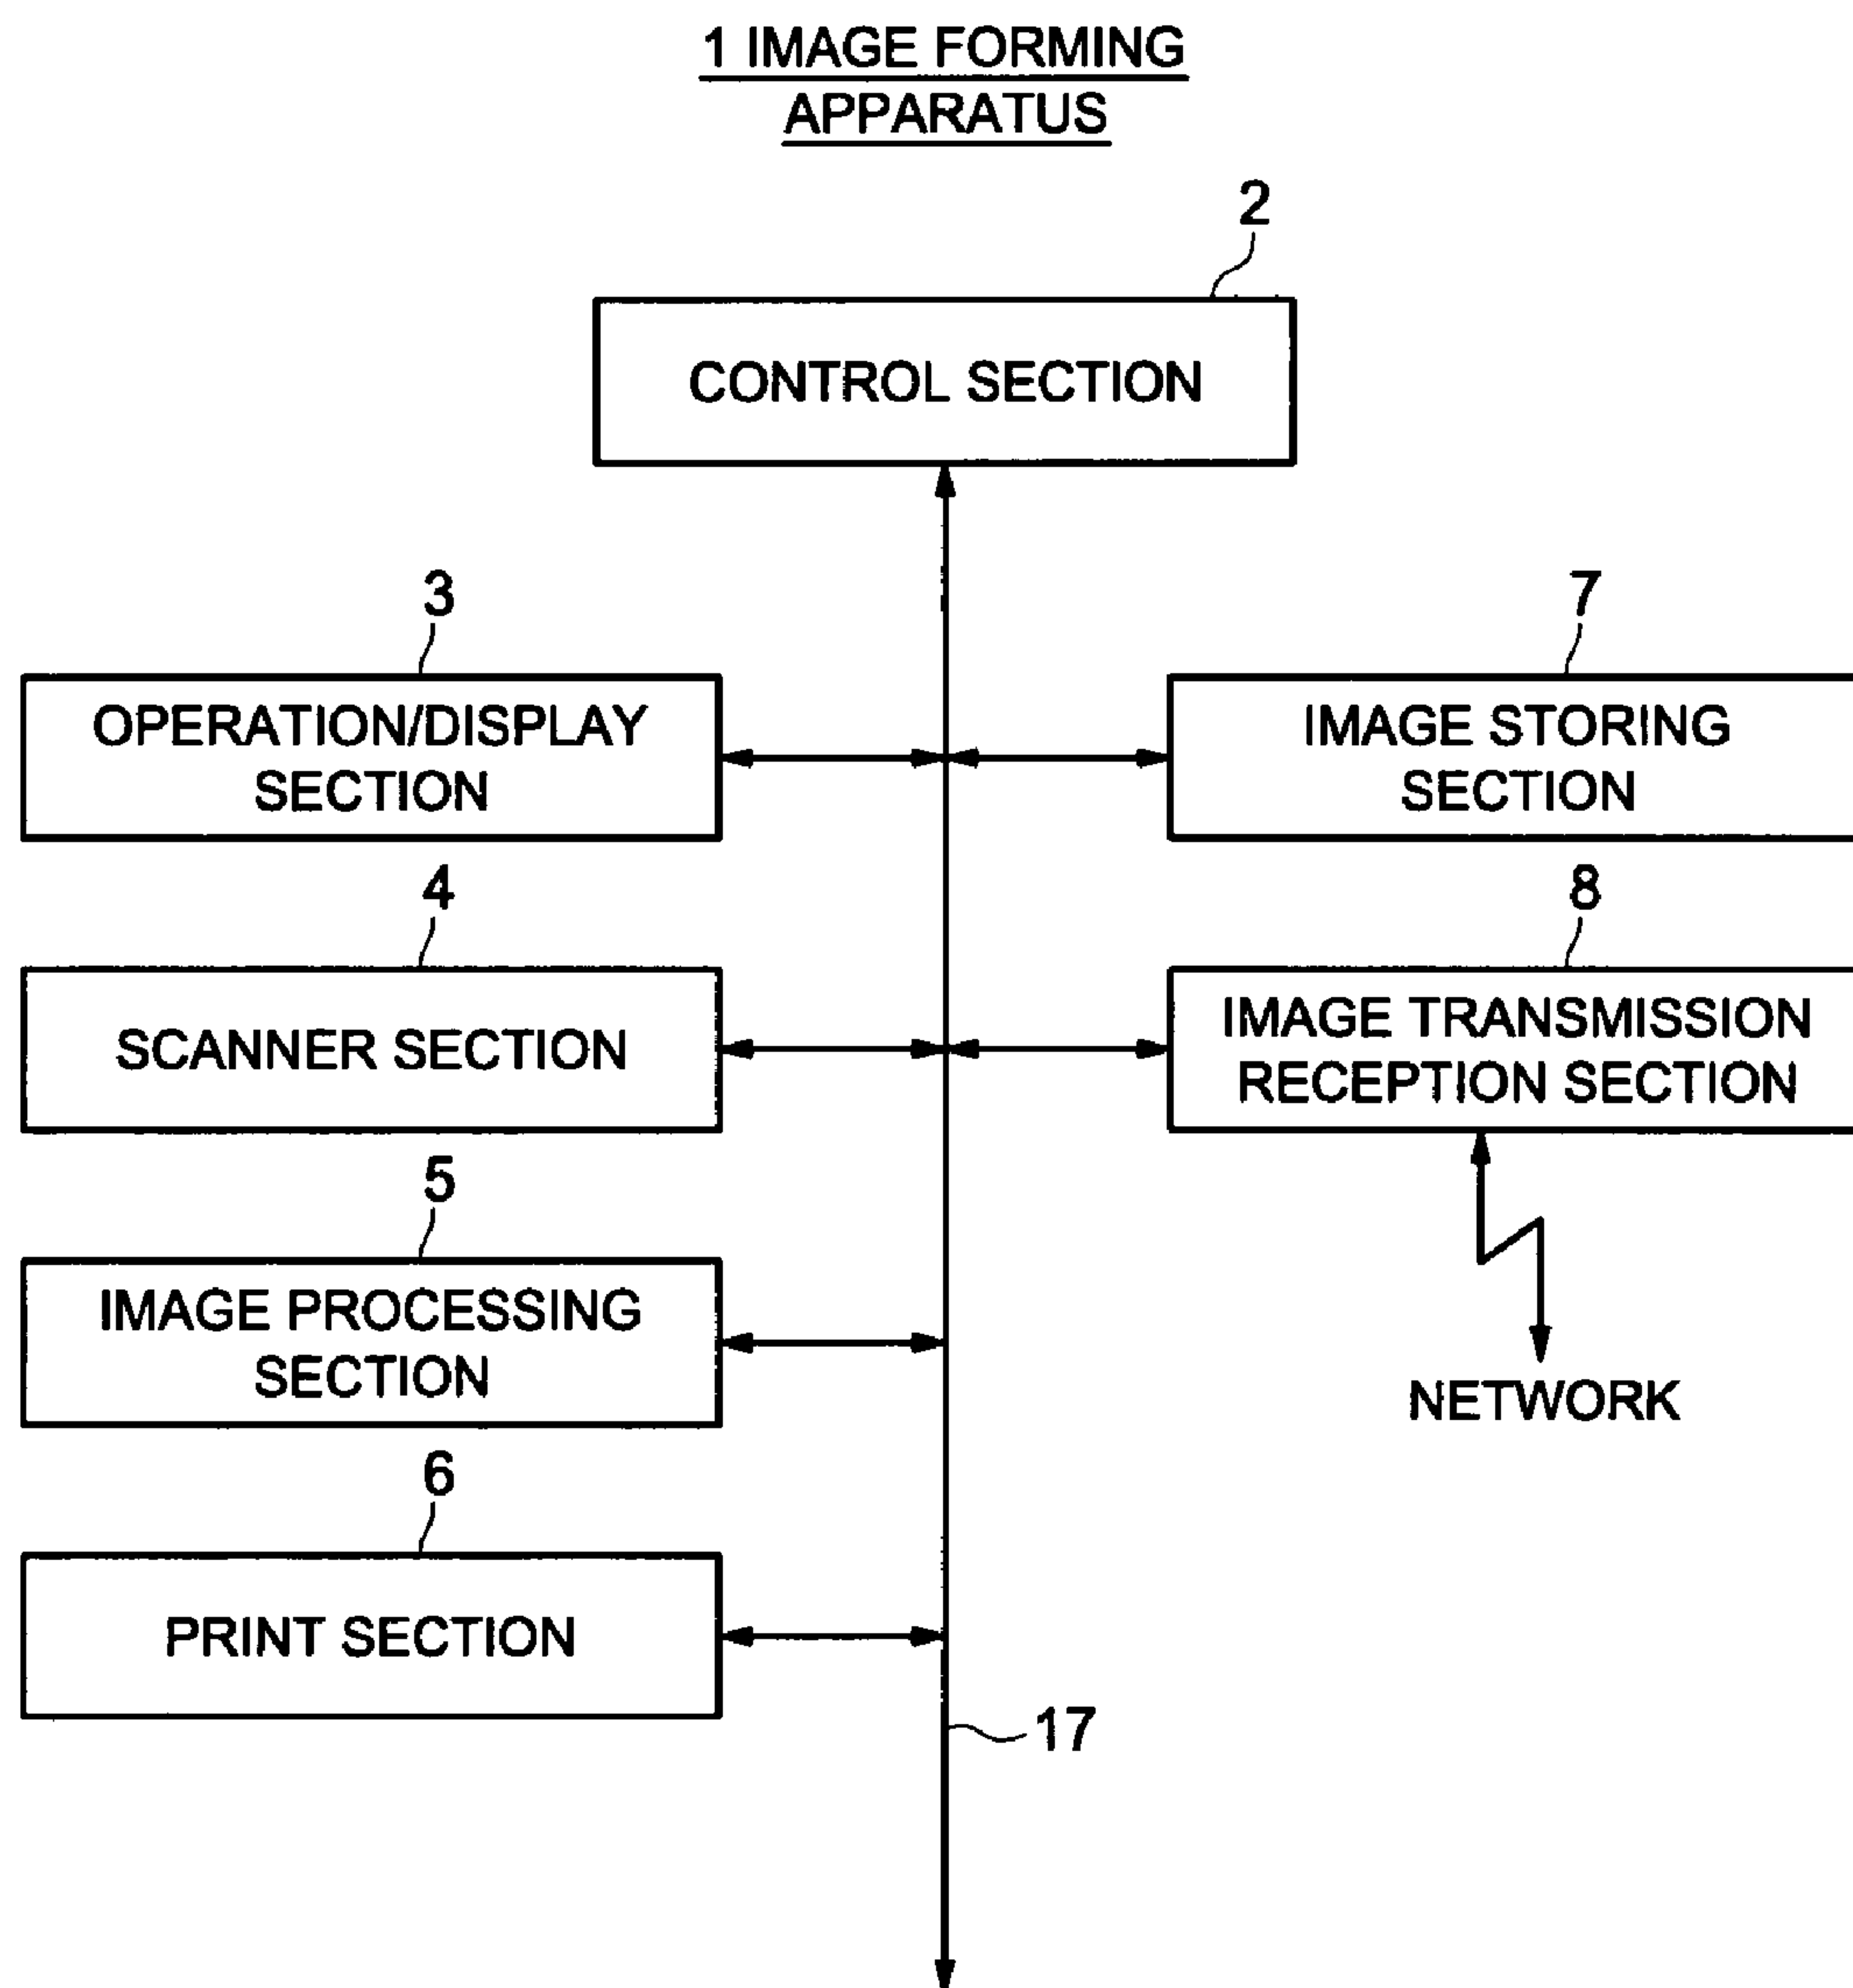 1 IMAGE FORMING
APPARATUS
2
CONTROL SECTION
3
OPERATION/DISPLAY
SECTION
7
IMAGE STORING
SECTION
4
SCANNER SECTION
8
IMAGE TRANSMISSION
RECEPTION SECTION
5
IMAGE PROCESSING
SECTION
NETWORK
6
PRINT SECTION
17